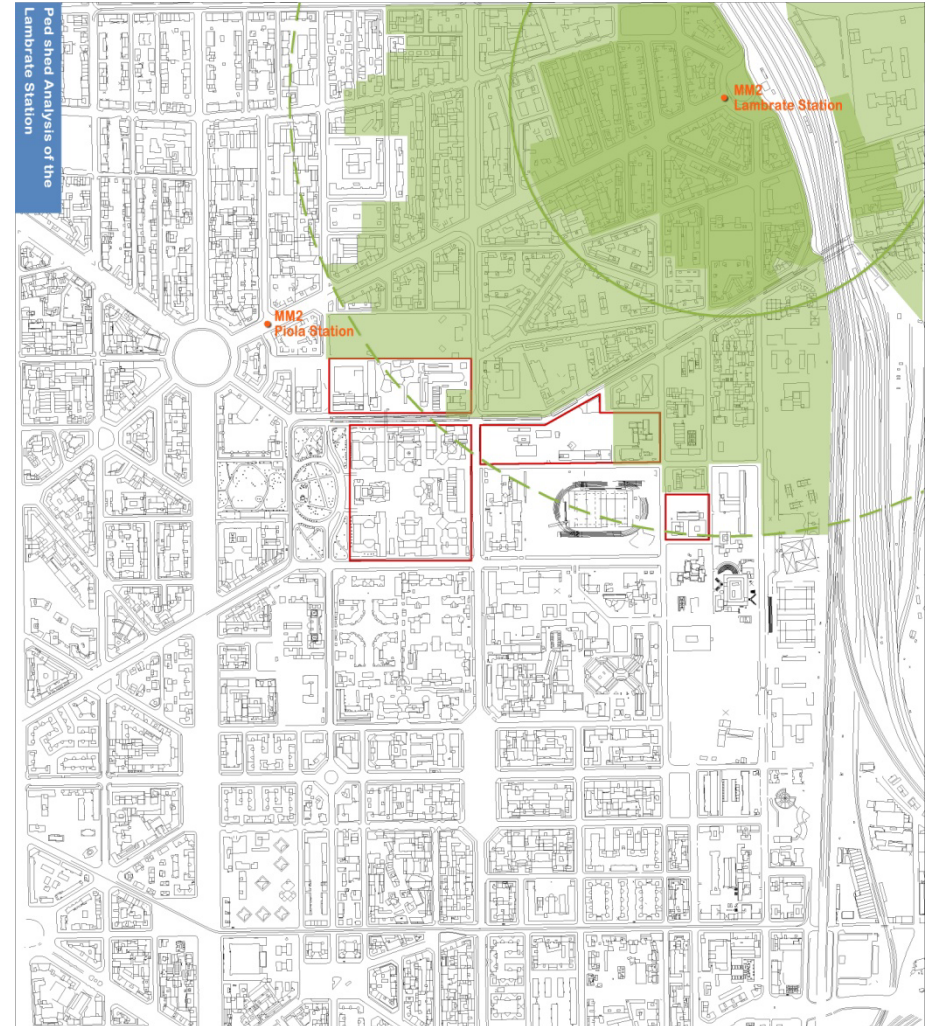 Ped shed Analysis of the
Lambrate Station
MM2
Lambrate Station
MM2
Piola Station